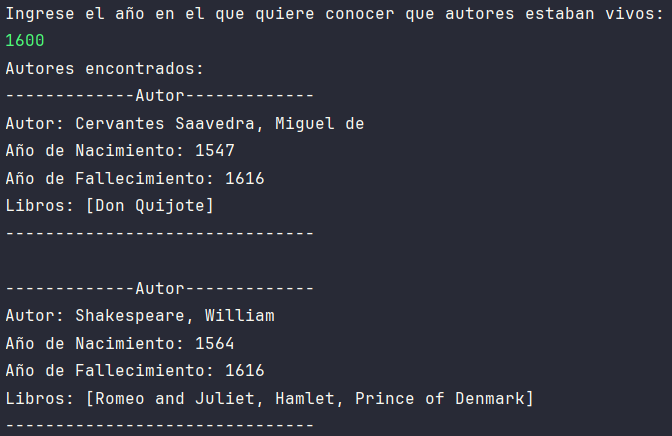 Ingrese el año en el que quiere conocer que autores estaban vivos:
1600
Autores encontrados:
-------------Autor-------------
Autor: Cervantes Saavedra, Miguel de
Año de Nacimiento: 1547
Año de Fallecimiento: 1616
Libros: [Don Quijote]
-------------------------------
-------------Autor-------------
Autor: Shakespeare, William
Año de Nacimiento: 1564
Año de Fallecimiento: 1616
Libros: [Romeo and Juliet, Hamlet, Prince of Denmark]
-------------------------------